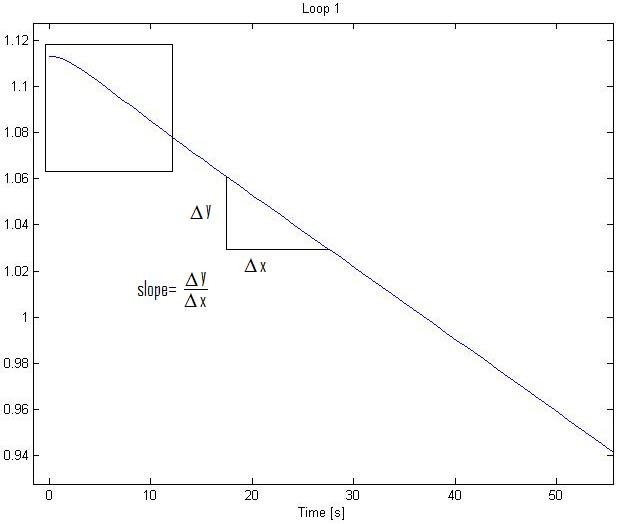 Loop 1
1.12
1.1
1.08
1.06
1.04
1.02
1
0.98
0.96
0.94
Δy
Δx
slope= Δy
Δx
0 10 20 30 40 50
Time [s]